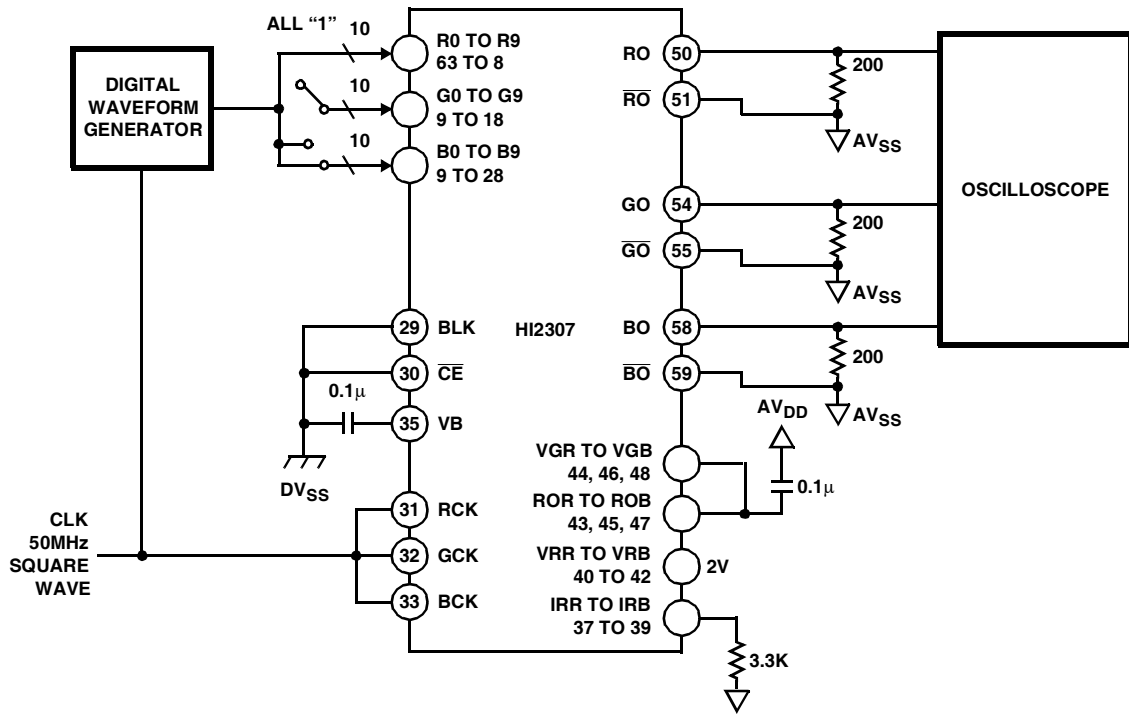 ALL “1”
10
R0 TO R9
63 TO 8
10
G0 TO G9
9 TO 18
10
B0 TO B9
9 TO 28
DIGITAL
WAVEFORM
GENERATOR
RO
50
200
R̅O̅
51
AVSS
OSCILLOSCOPE
GO
54
200
G̅O̅
55
AVSS
29
BLK
HI2307
BO
58
200
30
C̅E̅
B̅O̅
59
AVSS
0.1μ
35
VB
DVSS
AVDD
VGR TO VGB
44, 46, 48
0.1μ
ROR TO ROB
43, 45, 47
CLK
50MHz
SQUARE
WAVE
31
RCK
32
GCK
33
BCK
VRR TO VRB
40 TO 42
2V
IRR TO IRB
37 TO 39
3.3K